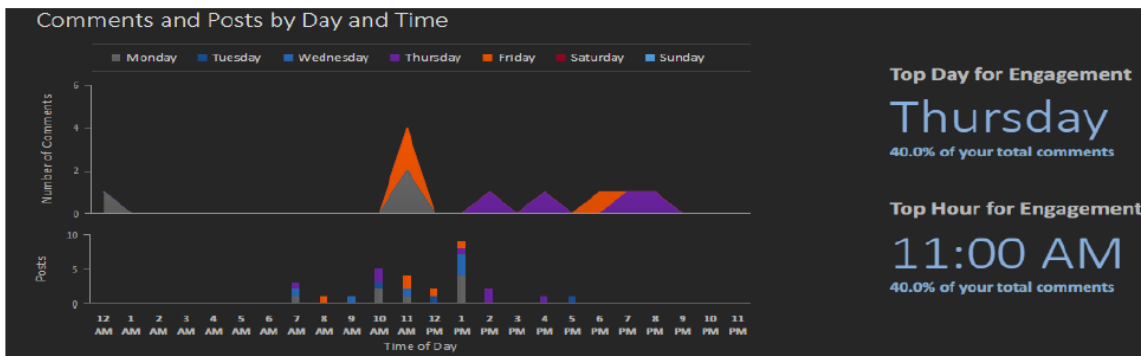 Comments and Posts by Day and Time
Monday Tuesday Wednesday Thursday Friday Saturday Sunday
Number of Comments
6
4
2
0
Posts
10
5
0
12 AM 1 AM 2 AM 3 AM 4 AM 5 AM 6 AM 7 AM 8 AM 9 AM 10 AM 11 AM 12 PM 1 PM 2 PM 3 PM 4 PM 5 PM 6 PM 7 PM 8 PM 9 PM 10 PM 11 PM
Time of Day
Top Day for Engagement
Thursday
40.0% of your total comments
Top Hour for Engagement
11:00 AM
40.0% of your total comments